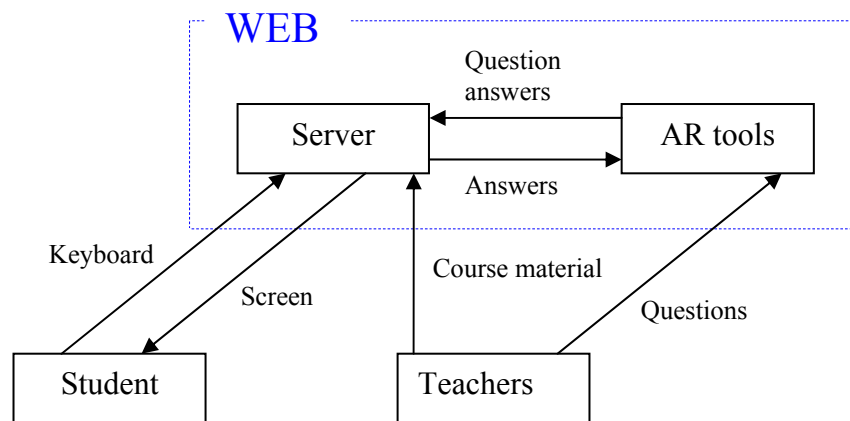 WEB
Question
answers
Server
AR tools
Answers
Keyboard
Course material
Screen
Questions
Student
Teachers